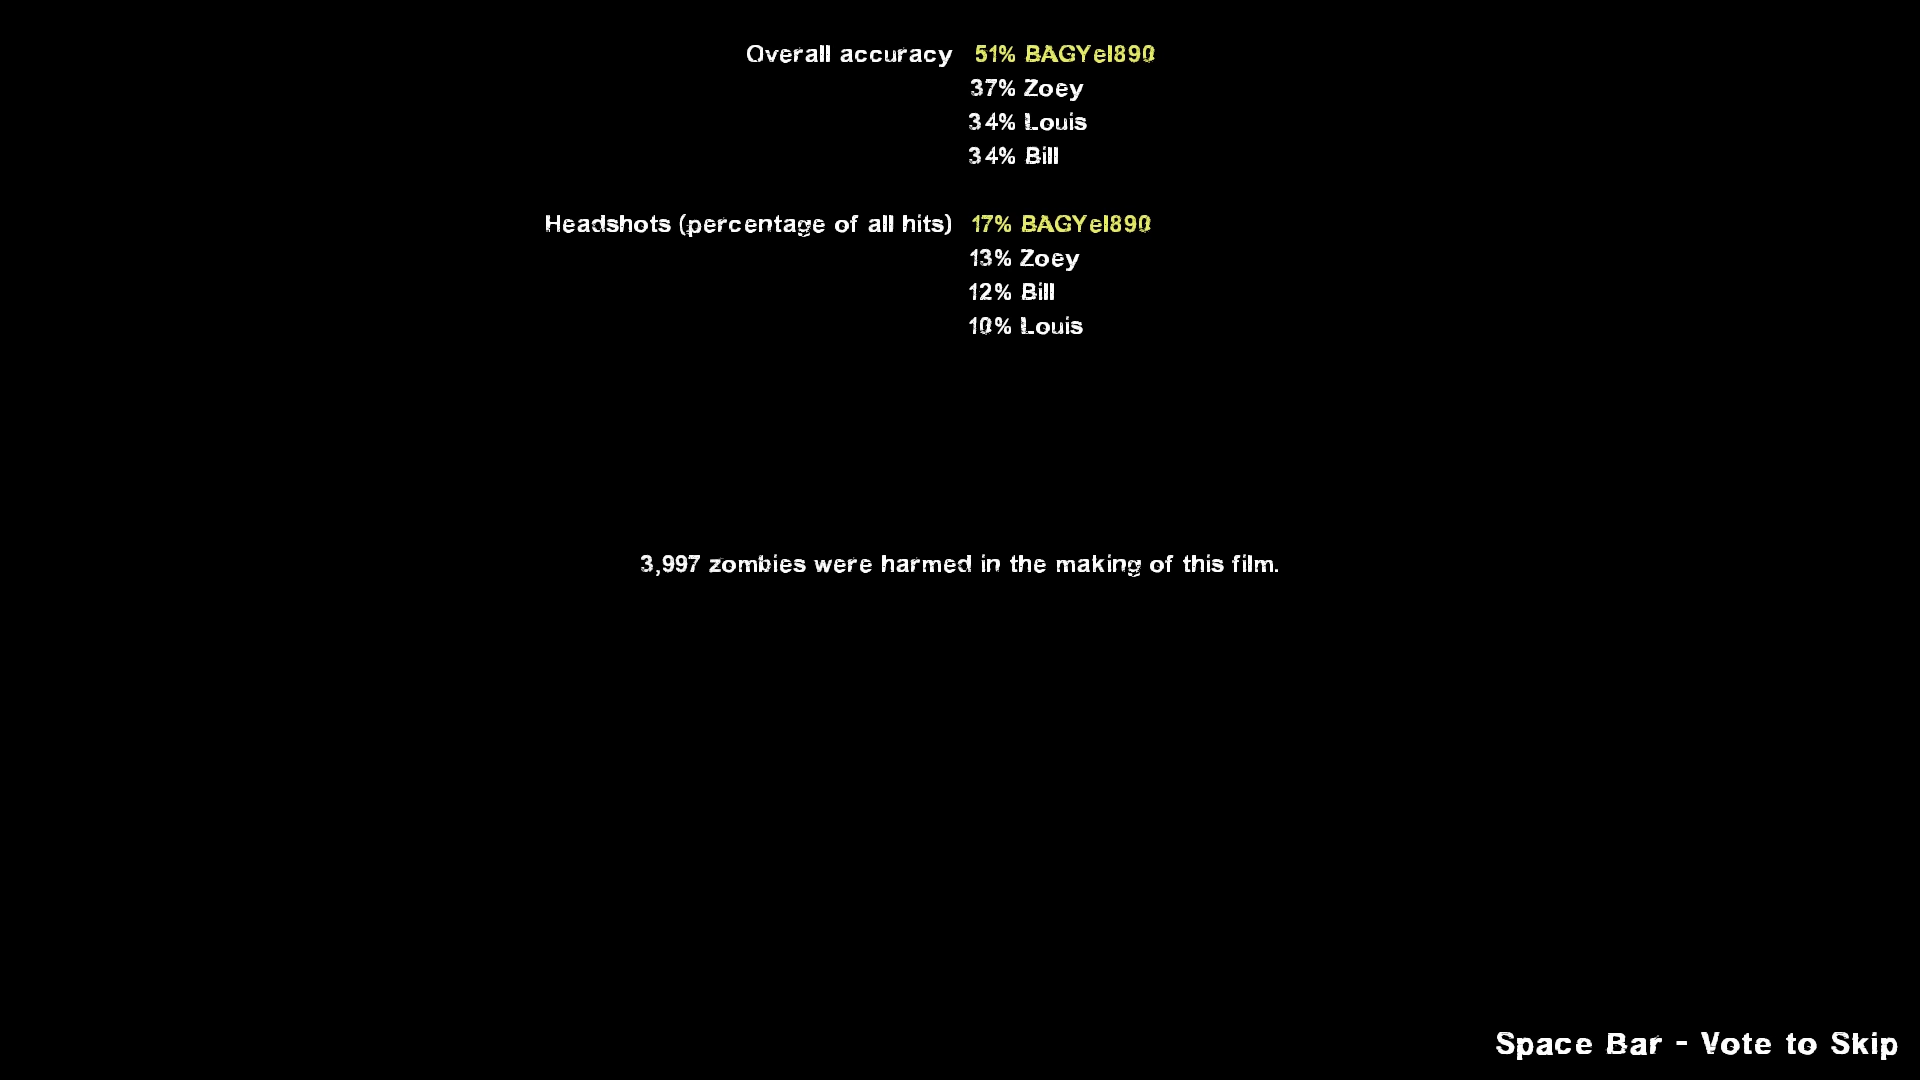 Overall accuracy 51% BAGYel890
37% Zoey
34% Louis
34% Bill
Headshots (percentage of all hits) 17% BAGYel890
13% Zoey
12% Bill
10% Louis
3,997 zombies were harmed in the making of this film.
Space Bar - Vote to Skip